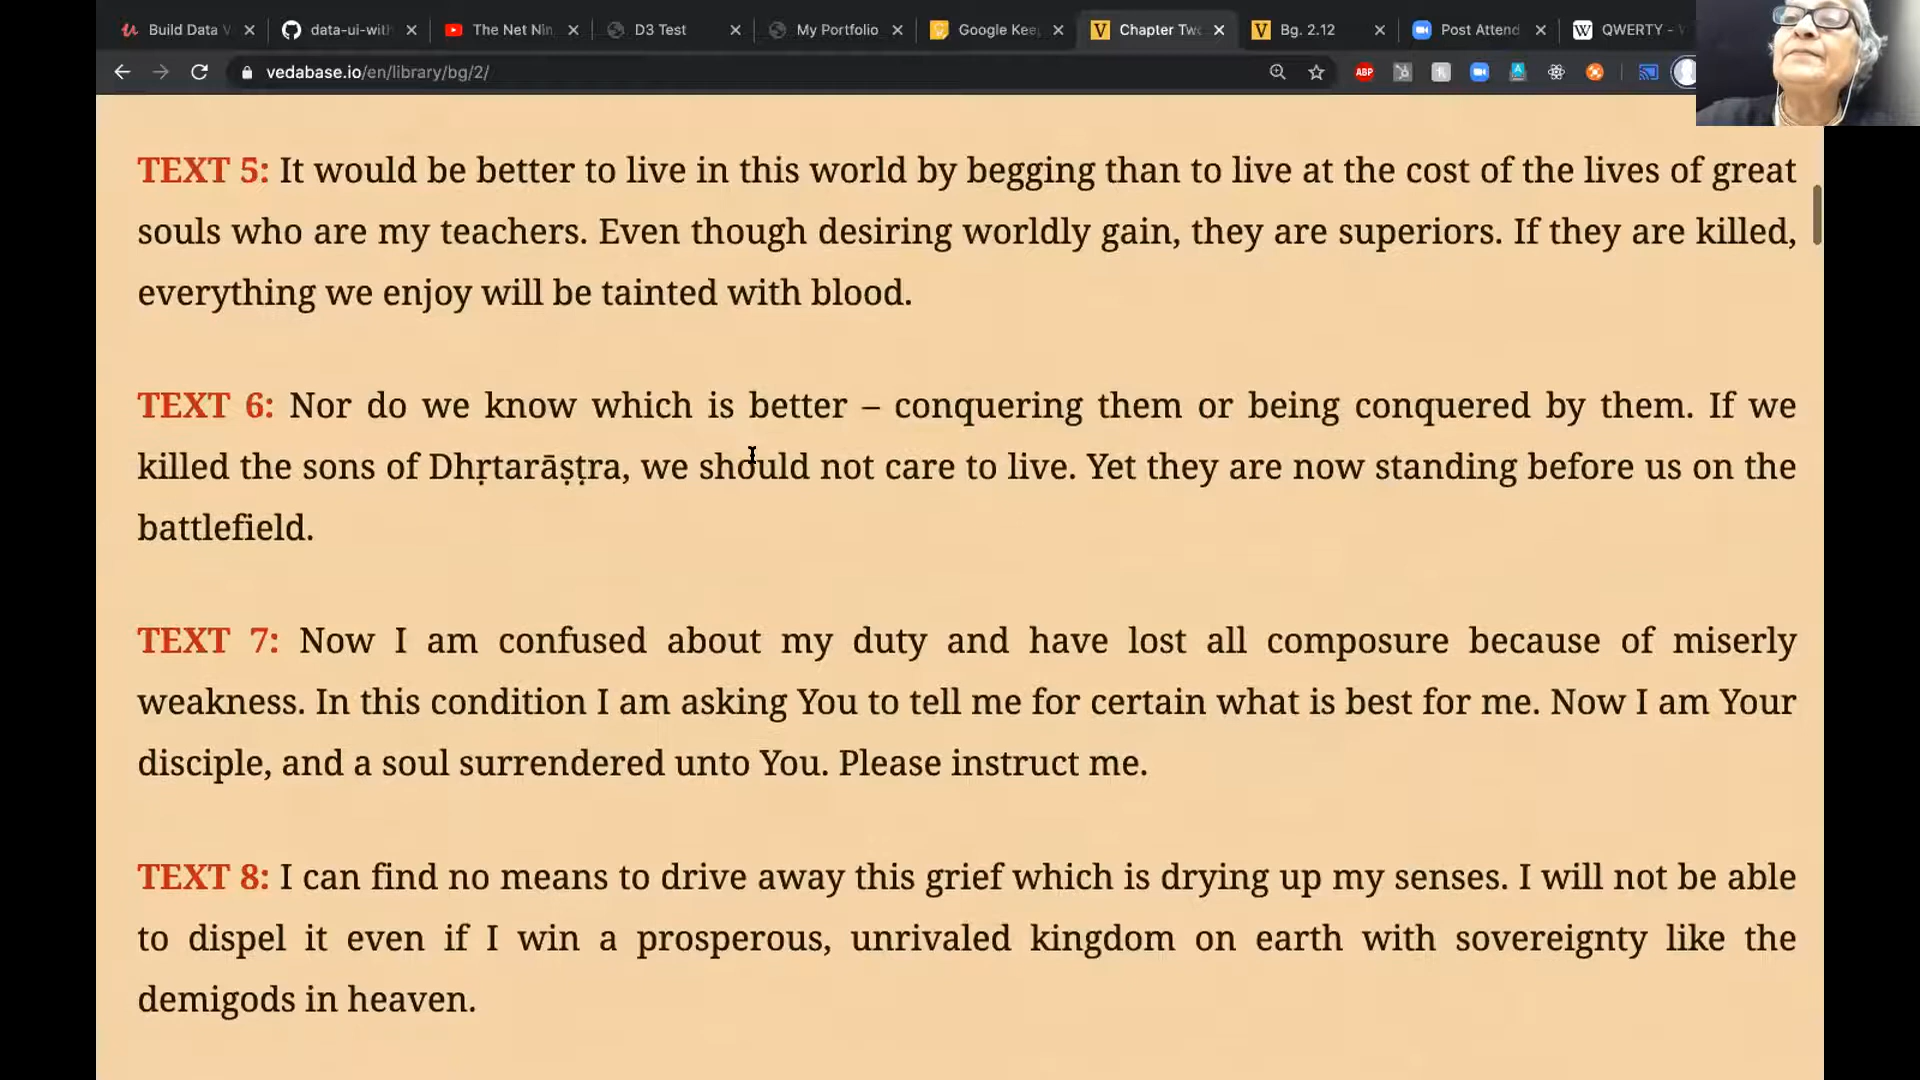 Build Data V
data-ui-with
The Net Nin
D3 Test
My Portfolio
Google Kee
Chapter Tw
Bg. 2.12
Post Attend
QWERTY -
vedabase.io/en/library/bg/2/
ABP
TEXT 5: It would be better to live in this world by begging than to live at the cost of the lives of great
souls who are my teachers. Even though desiring worldly gain, they are superiors. If they are killed,
everything we enjoy will be tainted with blood.
TEXT 6: Nor do we know which is better – conquering them or being conquered by them. If we
killed the sons of Dhṛtarāṣṭra, we should not care to live. Yet they are now standing before us on the
battlefield.
TEXT 7: Now I am confused about my duty and have lost all composure because of miserly
weakness. In this condition I am asking You to tell me for certain what is best for me. Now I am Your
disciple, and a soul surrendered unto You. Please instruct me.
TEXT 8: I can find no means to drive away this grief which is drying up my senses. I will not be able
to dispel it even if I win a prosperous, unrivaled kingdom on earth with sovereignty like the
demigods in heaven.